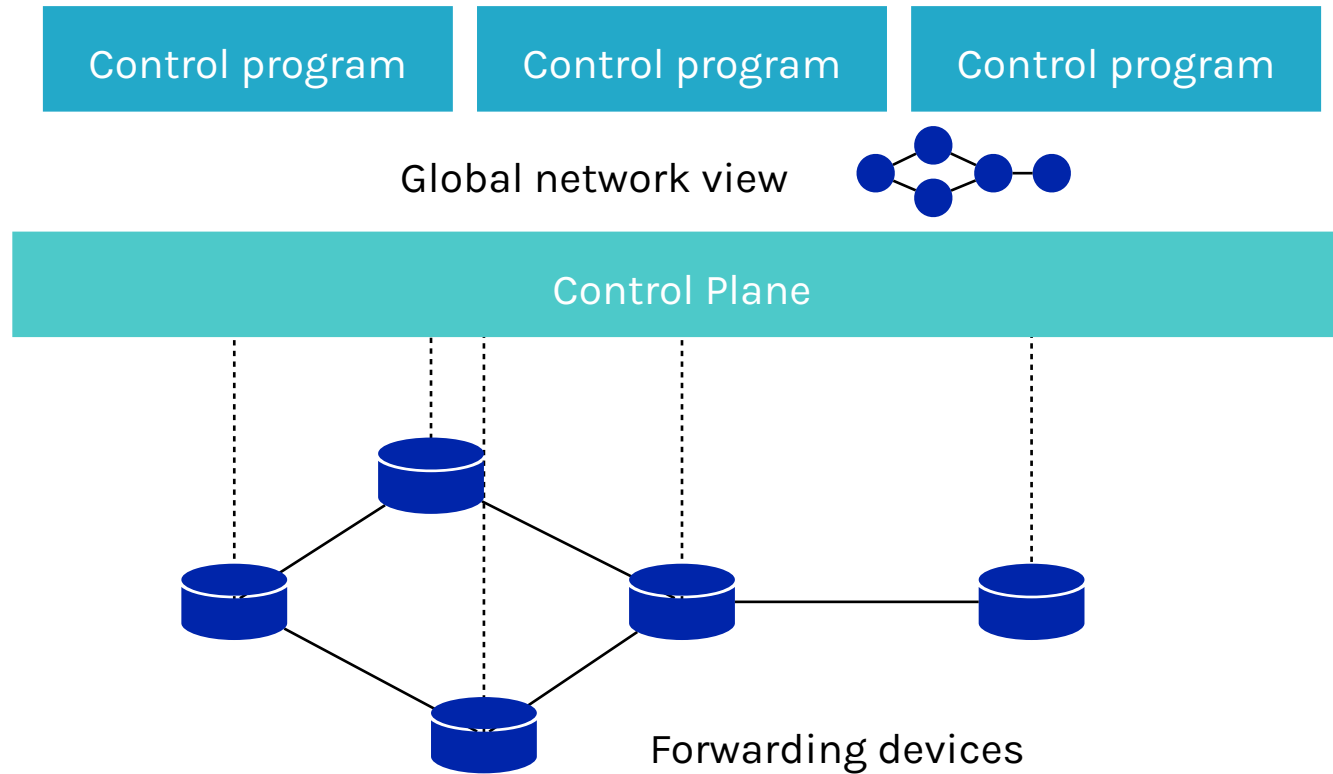 Control program
Control program
Control program
Global network view
Control Plane
Forwarding devices